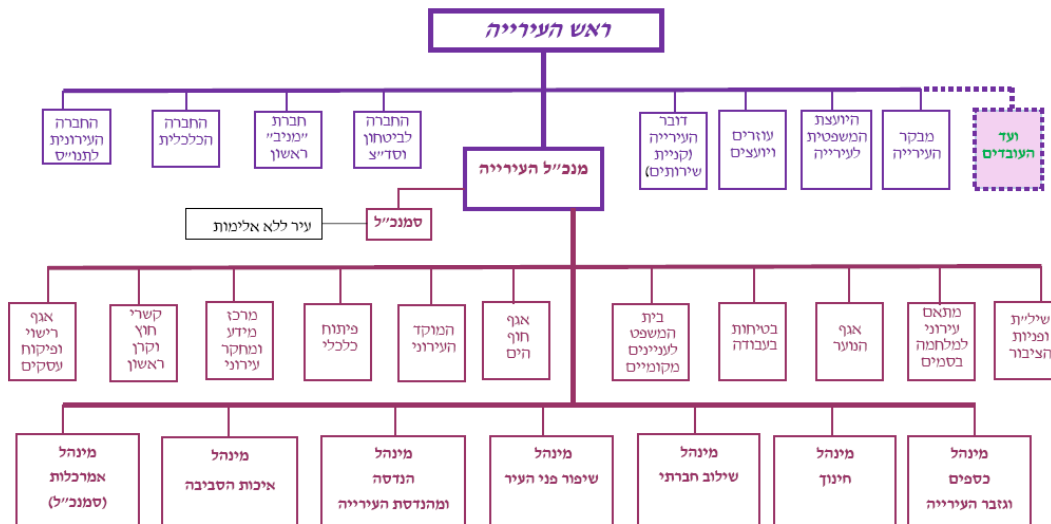 ראש העירייה
ועד
העובדים
מבקר
העירייה
היועצת
המשפטית
לעירייה
עוזרים
ויועצים
דובר
העירייה
(קניית
שירותים)
החברה
לביטחון
וסד"צ
חברת
"מניב"
ראשון
החברה
הכלכלית
החברה
העירונית
לתנו"ס
מנכ"ל העירייה
סמנכ"ל
עיר ללא אלימות
שיל"ת
ופניות
הציבור
מתאם
עירוני
למלחמה
בסמים
אגף
הנוער
בטיחות
בעבודה
בית
המשפט
לעניינים
מקומיים
אגף
חוף
הים
המוקד
העירוני
פיתוח
כלכלי
מרכז
מידע
ומחקר
עירוני
קשרי
חוץ
וקרן
ראשון
אגף
רישוי
ופיקוח
עסקים
מינהל
כספים
וגזבר העירייה
מינהל
חינוך
מינהל
שילוב חברתי
מינהל
שיפור פני העיר
מינהל
הנדסה
ומהנדסת העירייה
מינהל
איכות הסביבה
מינהל
אמרכלות
(סמנכ"ל)